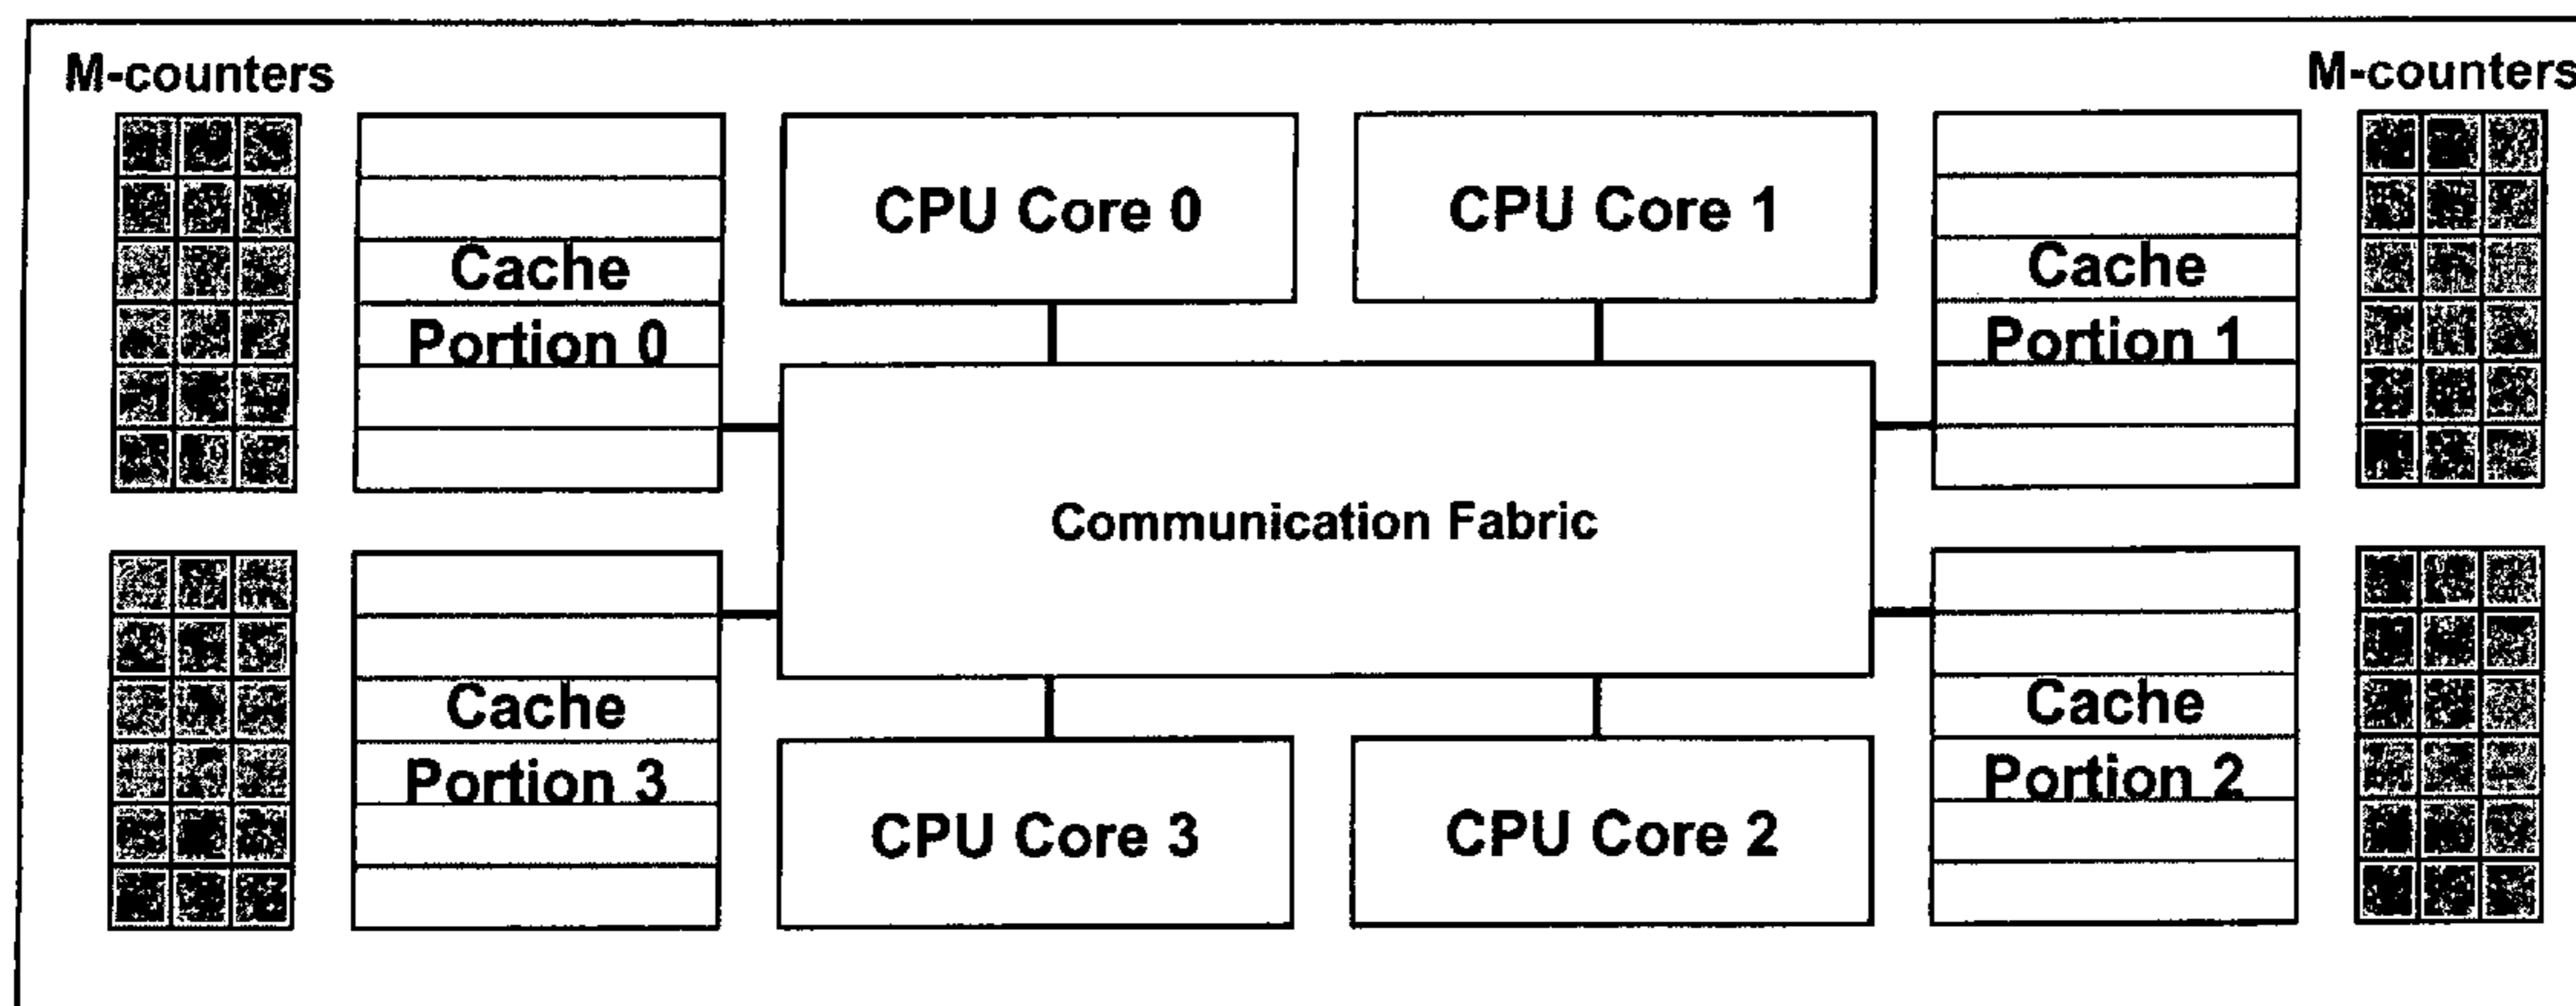 M-counters
M-counters
Cache
Portion 0
CPU Core 0
CPU Core 1
Cache
Portion 1
Communication Fabric
Cache
Portion 3
CPU Core 3
CPU Core 2
Cache
Portion 2